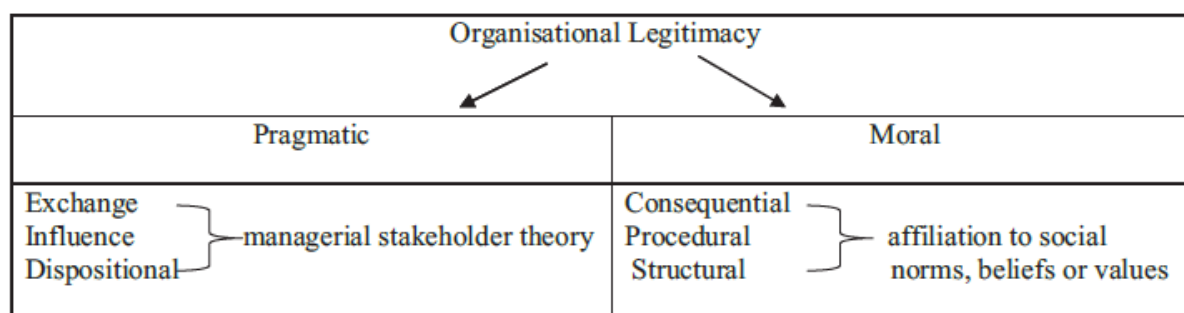 Organisational Legitimacy
Pragmatic
Moral
Exchange
Influence
Dispositional
managerial stakeholder theory
Consequential
Procedural
Structural
affiliation to social
norms, beliefs or values